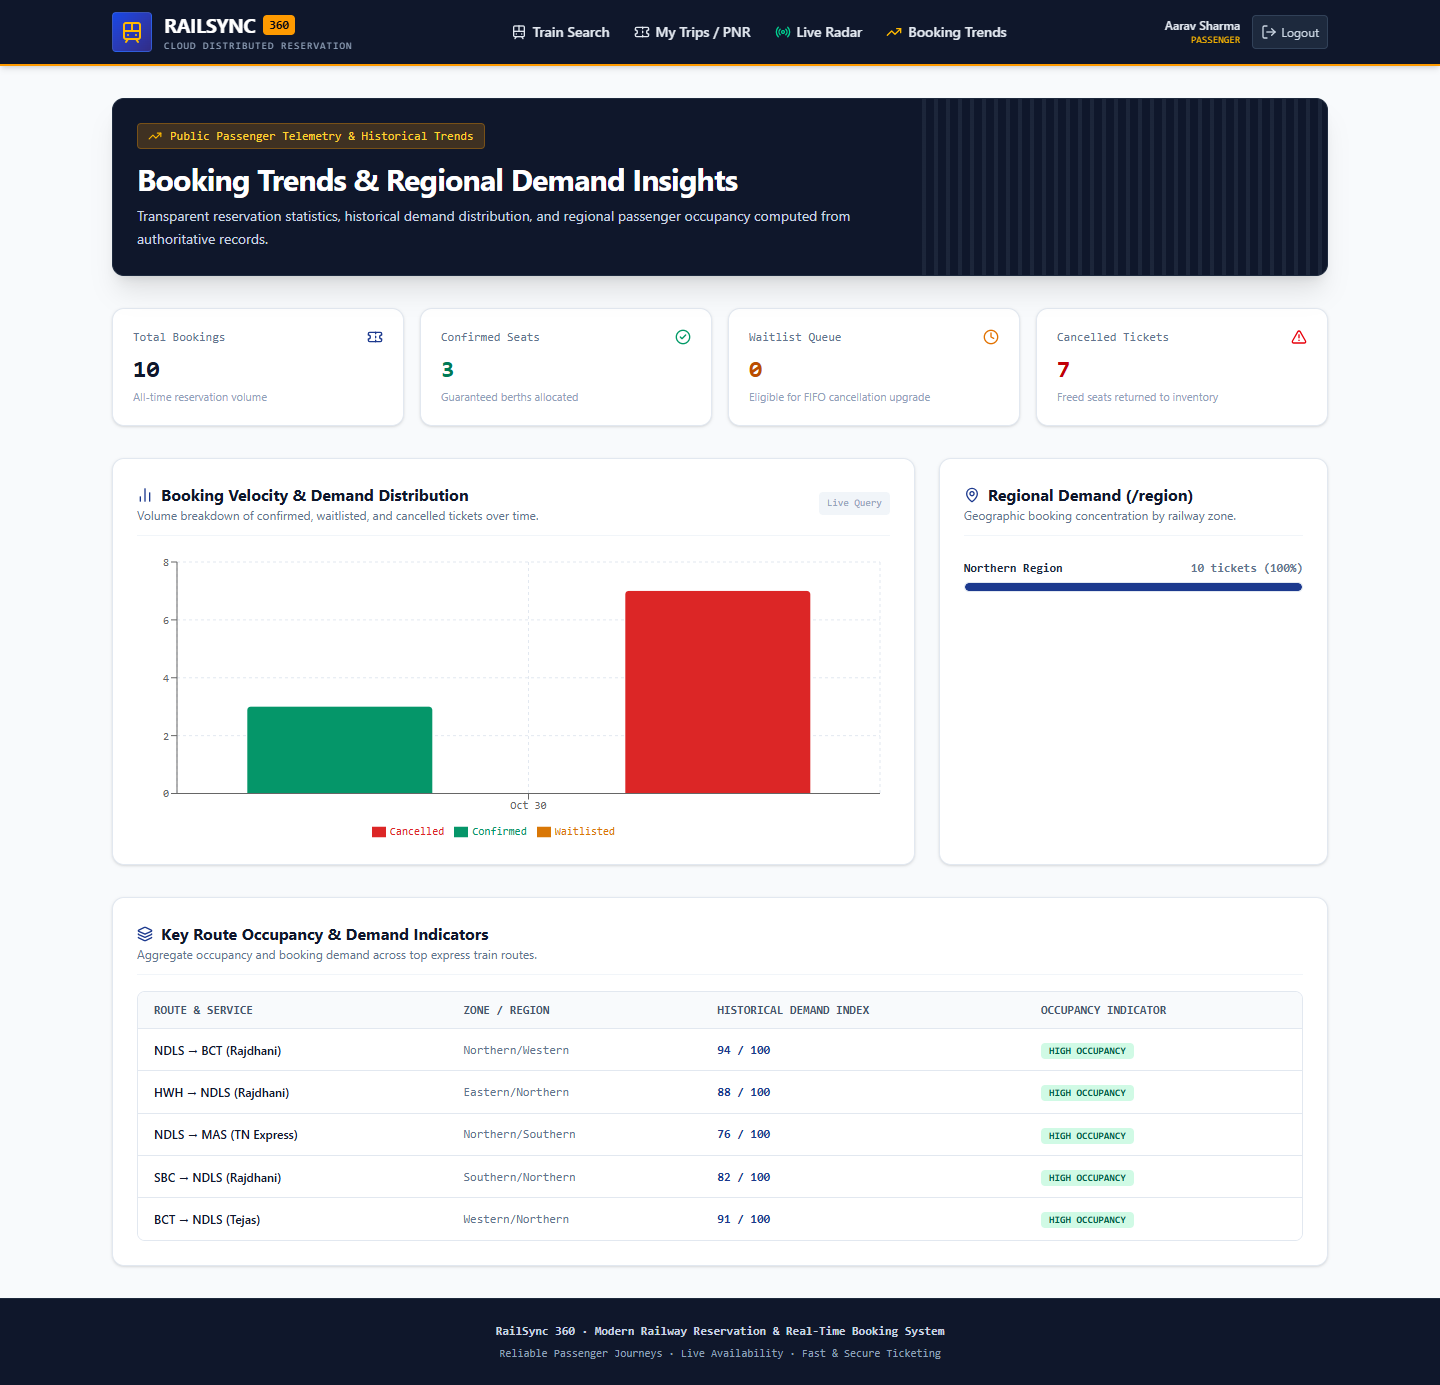 RAILSYNC 360
CLOUD DISTRIBUTED RESERVATION
Train Search
My Trips / PNR
Live Radar
Booking Trends
Aarav Sharma
PASSENGER
Logout
Public Passenger Telemetry & Historical Trends
Booking Trends & Regional Demand Insights
Transparent reservation statistics, historical demand distribution, and regional passenger occupancy computed from
authoritative records.
Total Bookings
10
All-time reservation volume
Confirmed Seats
3
Guaranteed berths allocated
Waitlist Queue
0
Eligible for FIFO cancellation upgrade
Cancelled Tickets
7
Freed seats returned to inventory
Booking Velocity & Demand Distribution
Volume breakdown of confirmed, waitlisted, and cancelled tickets over time.
Live Query
8
6
4
2
0
Oct 30
Cancelled
Confirmed
Waitlisted
Regional Demand (/region)
Geographic booking concentration by railway zone.
Northern Region
10 tickets (100%)
Key Route Occupancy & Demand Indicators
Aggregate occupancy and booking demand across top express train routes.
ROUTE & SERVICE ZONE / REGION HISTORICAL DEMAND INDEX OCCUPANCY INDICATOR
NDLS → BCT (Rajdhani) Northern/Western 94 / 100 HIGH OCCUPANCY
HWH → NDLS (Rajdhani) Eastern/Northern 88 / 100 HIGH OCCUPANCY
NDLS → MAS (TN Express) Northern/Southern 76 / 100 HIGH OCCUPANCY
SBC → NDLS (Rajdhani) Southern/Northern 82 / 100 HIGH OCCUPANCY
BCT → NDLS (Tejas) Western/Northern 91 / 100 HIGH OCCUPANCY
RailSync 360 · Modern Railway Reservation & Real-Time Booking System
Reliable Passenger Journeys · Live Availability · Fast & Secure Ticketing